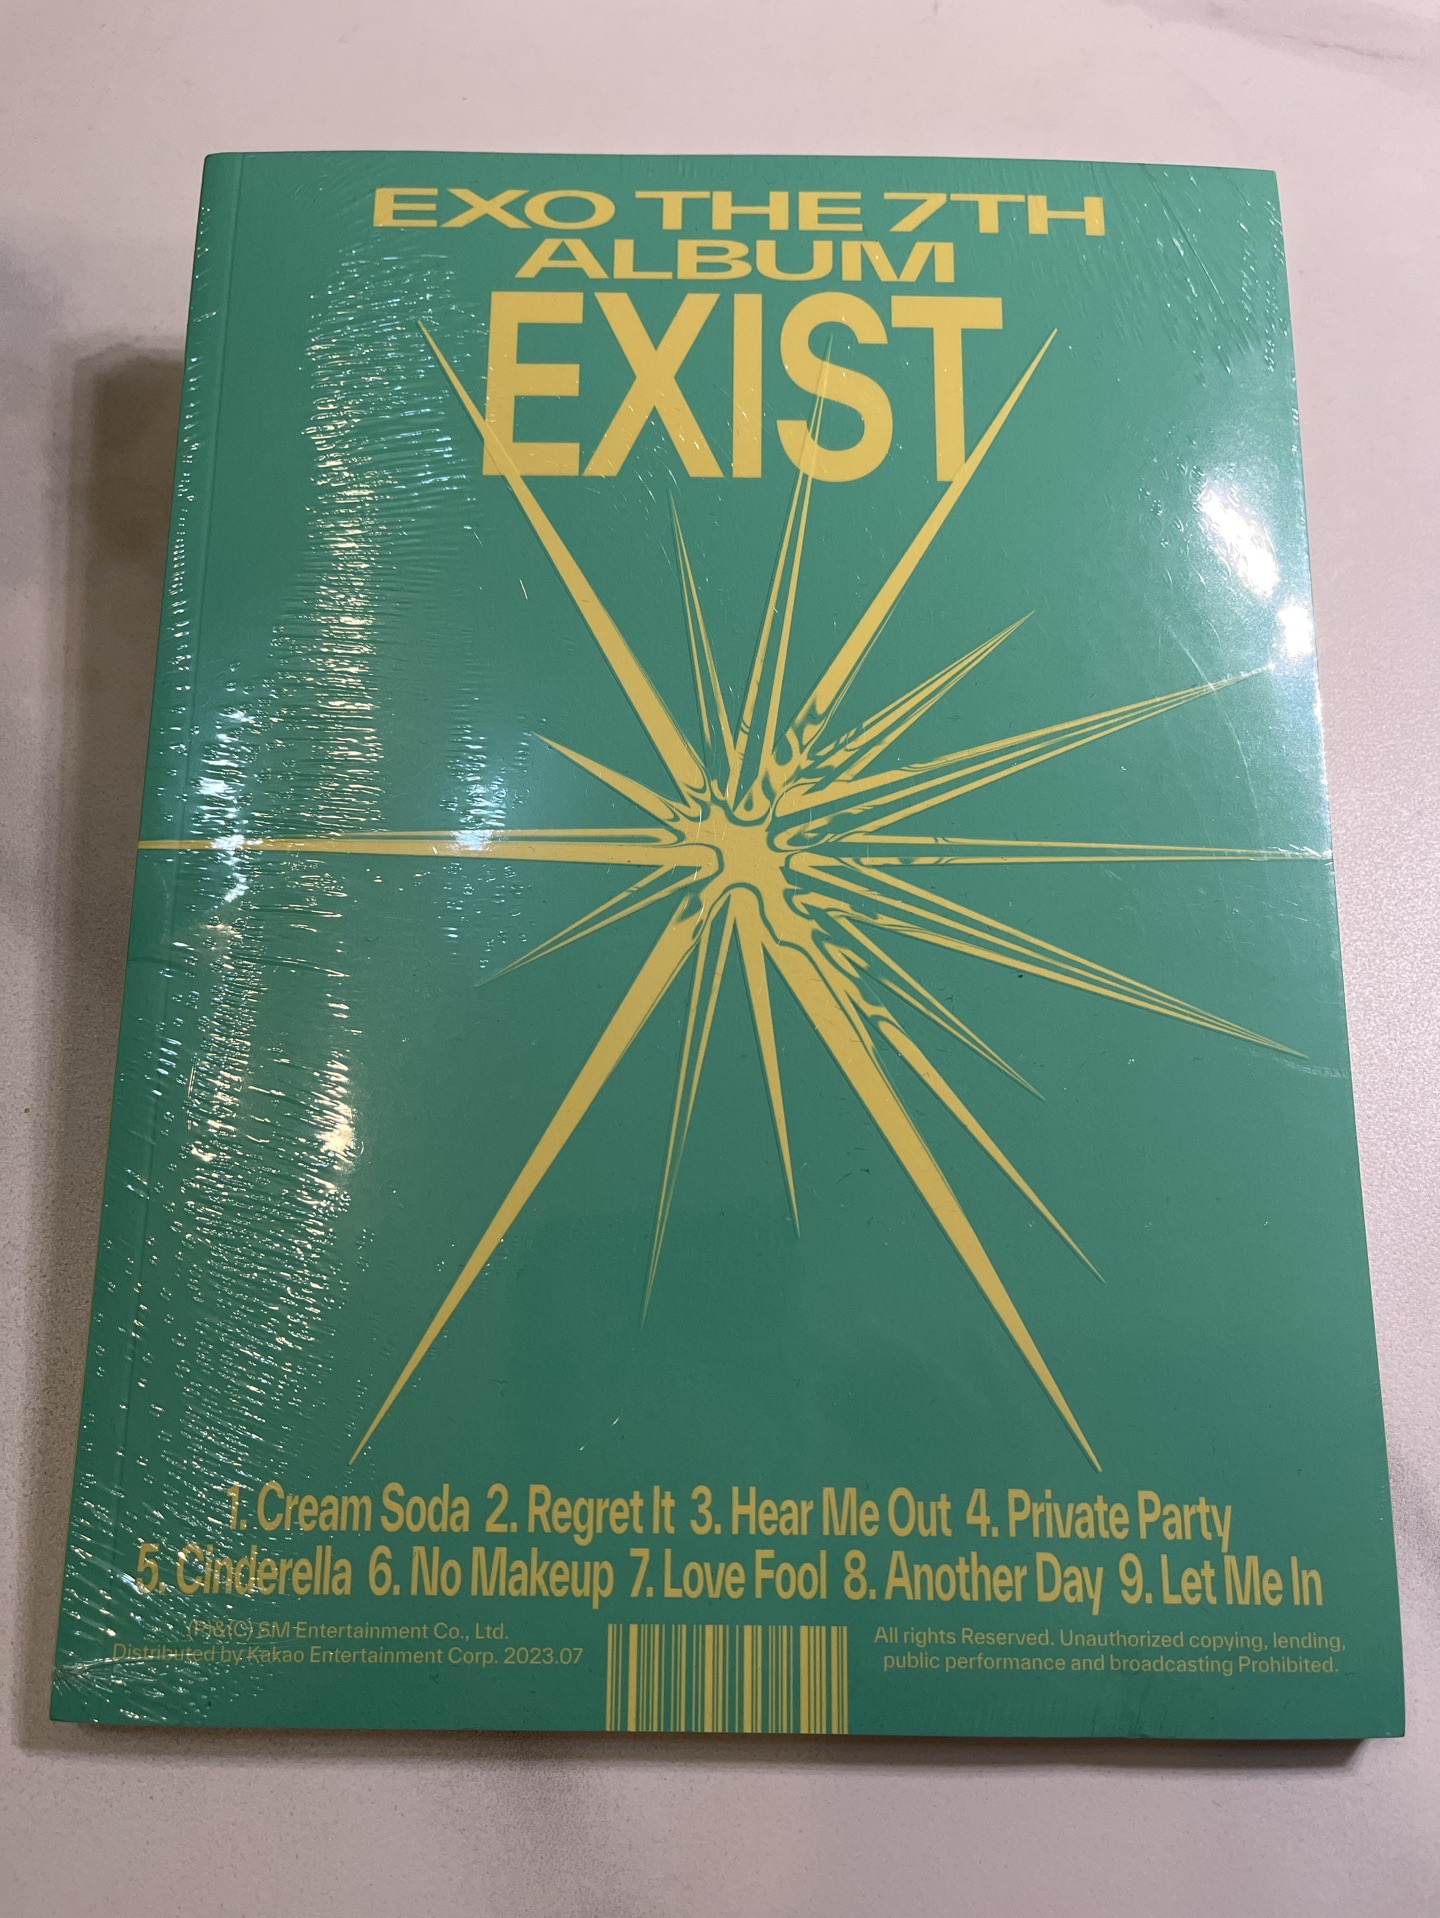 EXO THE 7TH
ALBUM
EXIST
1. Cream Soda 2. Regret It 3. Hear Me Out 4. Private Party
5. Cinderella 6. No Makeup 7. Love Fool 8. Another Day 9. Let Me In
(P)&(C) SM Entertainment Co., Ltd.
Distributed by Kakao Entertainment Corp. 2023.07
All rights Reserved. Unauthorized copying, lending,
public performance and broadcasting Prohibited.